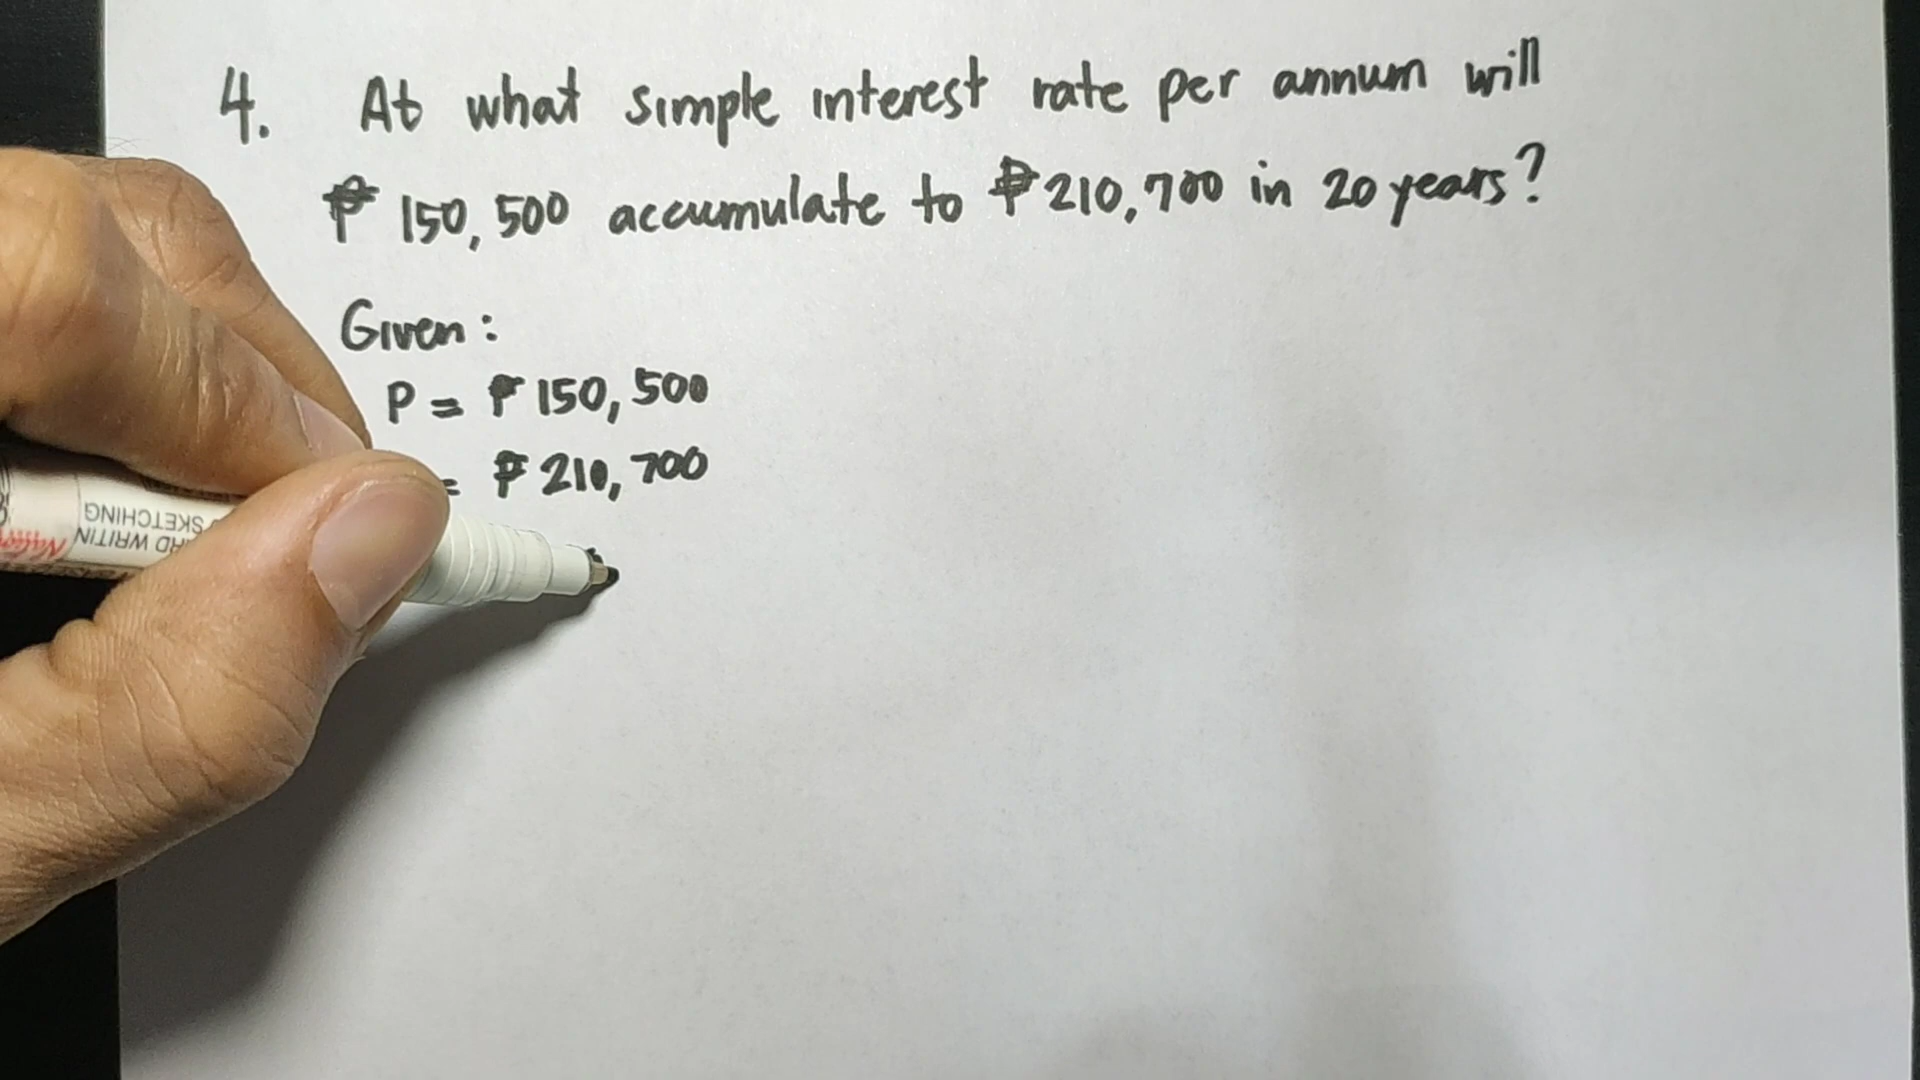 4. At what simple interest rate per annum will
₱ 150,500 accumulate to ₱ 210,700 in 20 years?
Given:
P = ₱ 150,500
= ₱ 210,700
SKETCHING